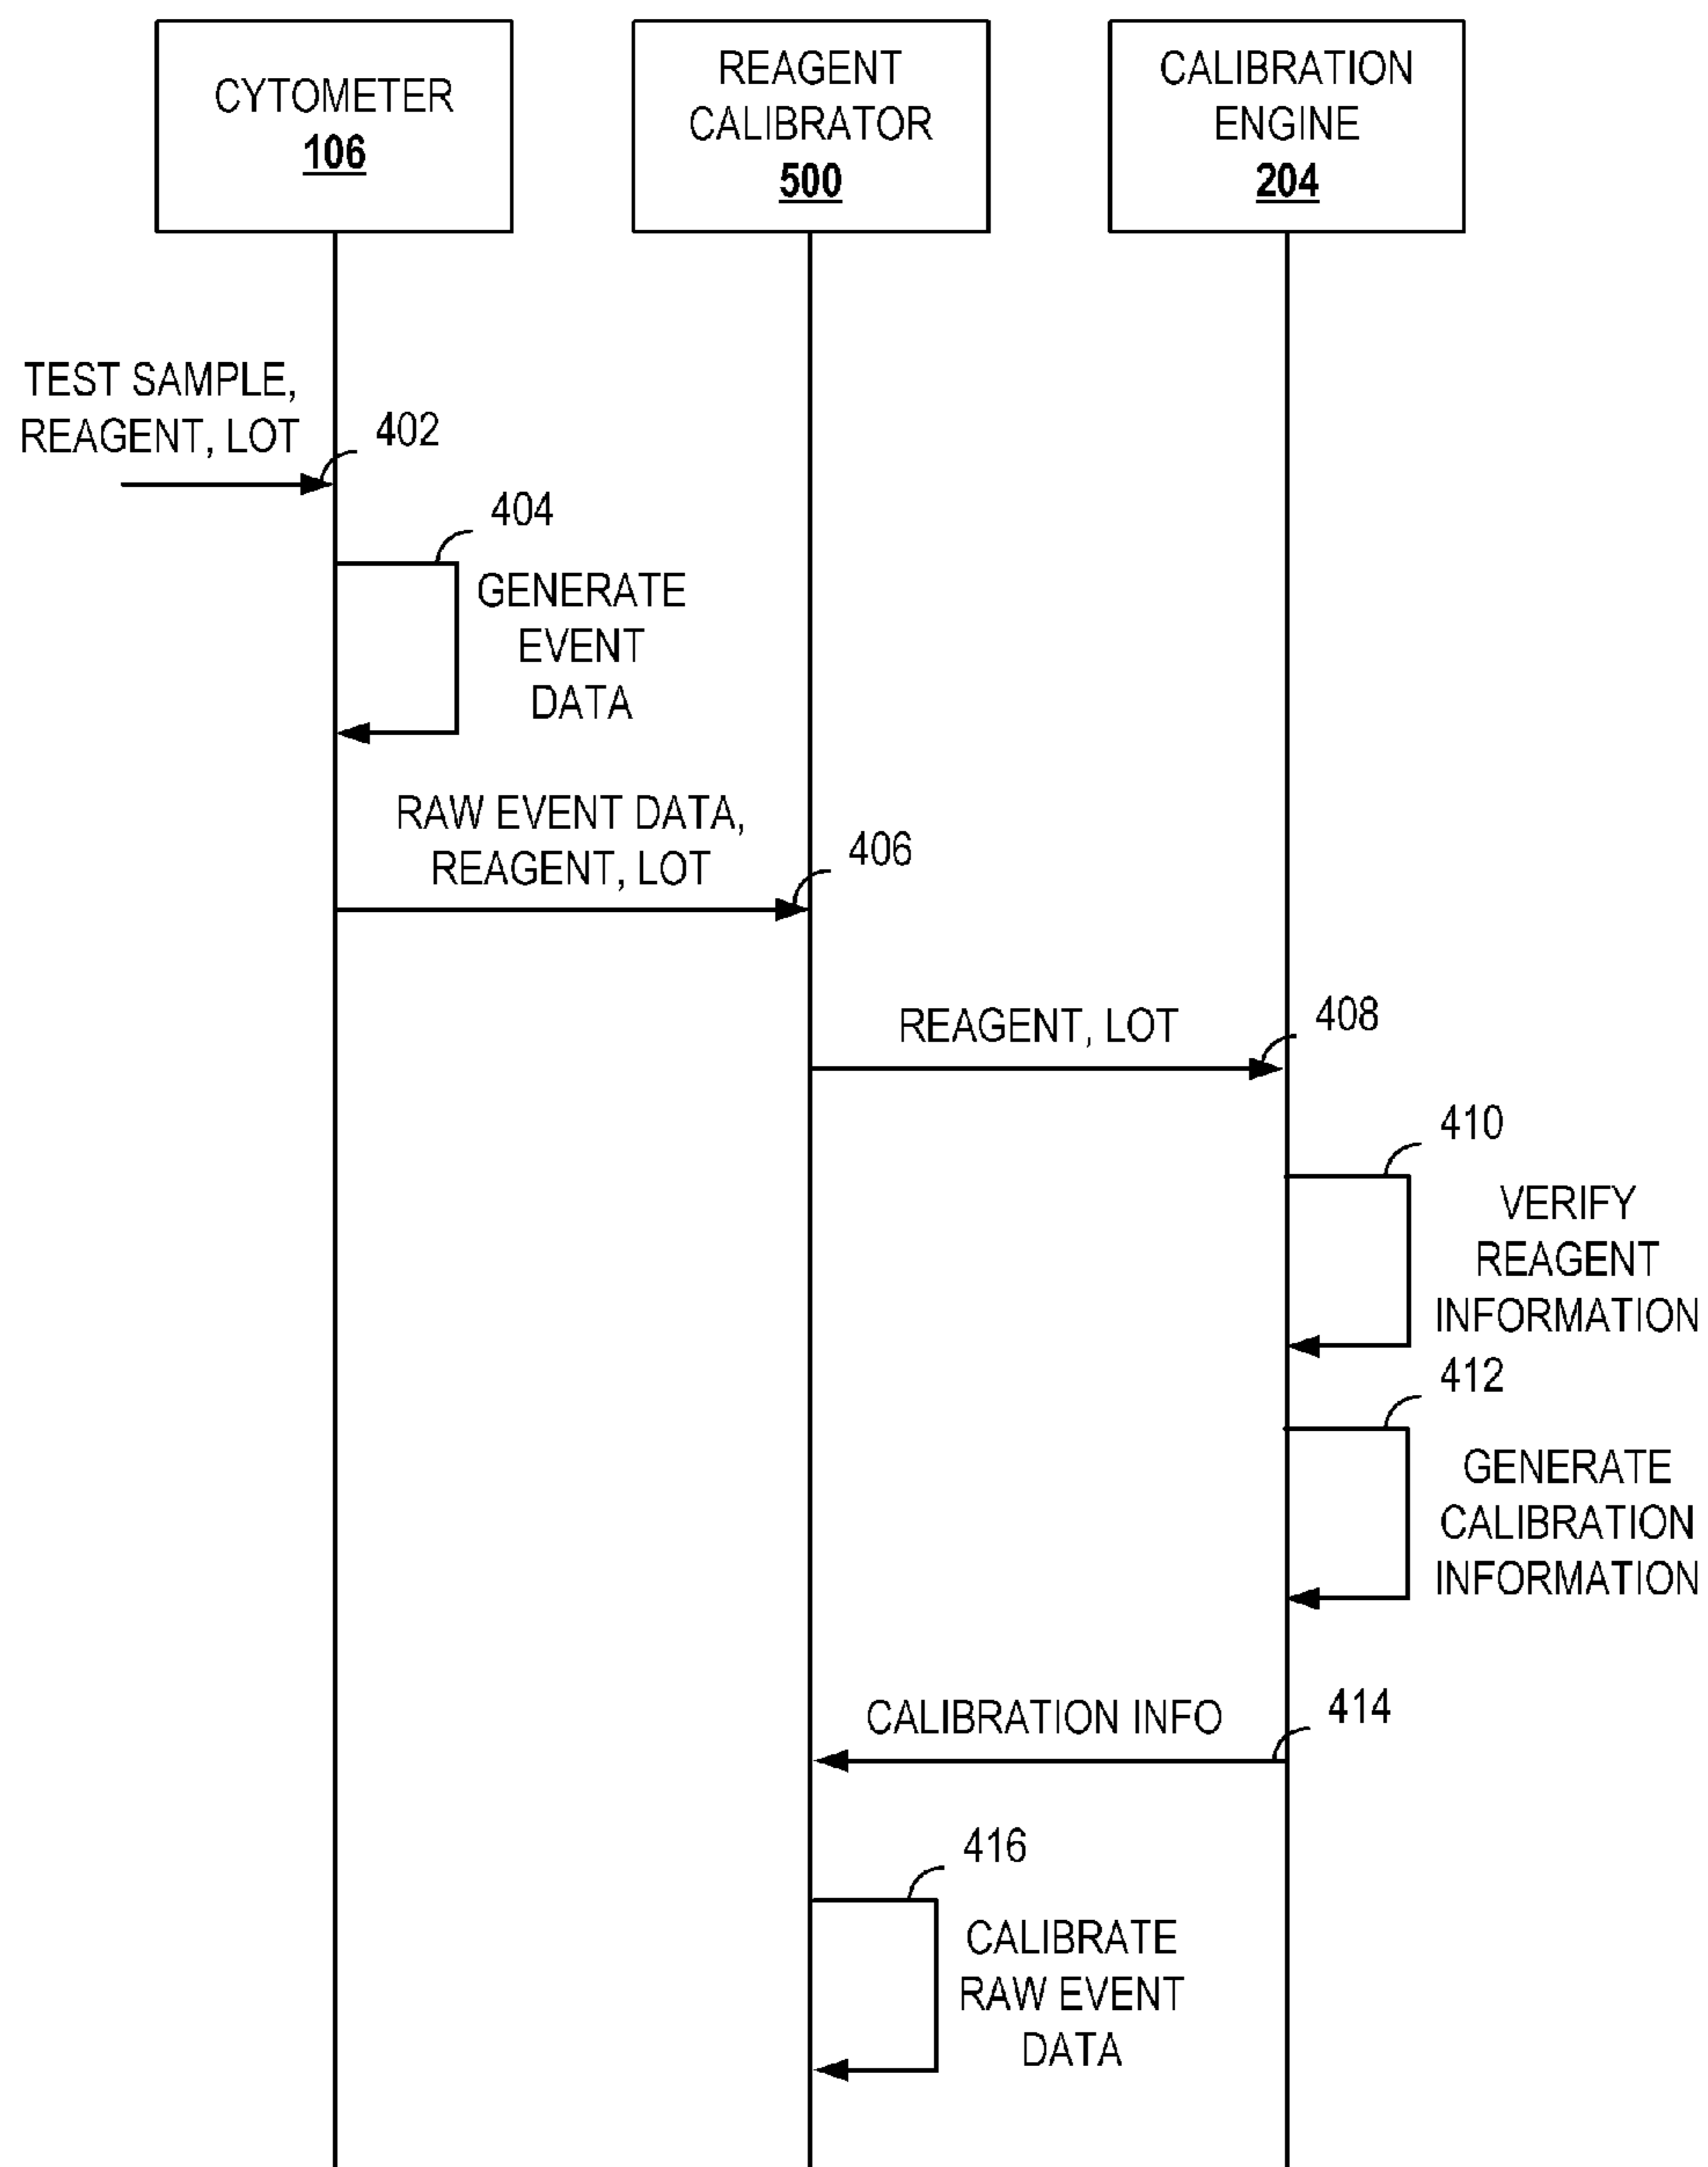 CYTOMETER
106
REAGENT
CALIBRATOR
500
CALIBRATION
ENGINE
204
TEST SAMPLE,
REAGENT, LOT
402
404
GENERATE
EVENT
DATA
RAW EVENT DATA,
REAGENT, LOT
406
REAGENT, LOT
408
410
VERIFY
REAGENT
INFORMATION
412
GENERATE
CALIBRATION
INFORMATION
CALIBRATION INFO
414
416
CALIBRATE
RAW EVENT
DATA